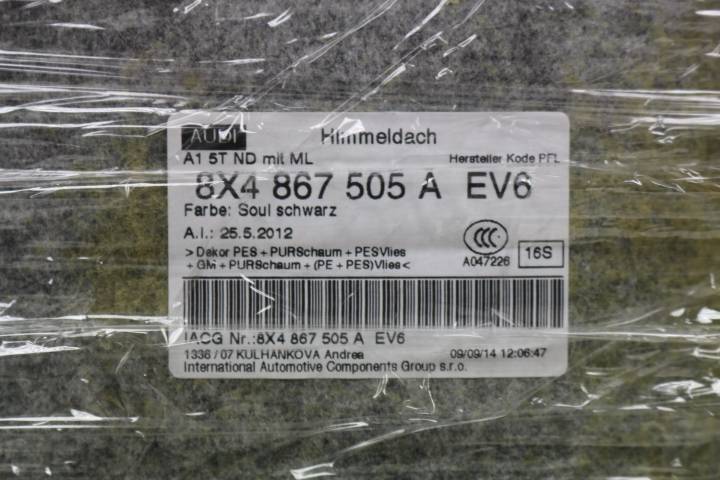 AUDI Himmeldach
A1 5T ND mit ML Hersteller Kode PFL
8X4 867 505 A EV6
Farbe: Soul schwarz
A.I.: 25.5.2012
CCC
>Dekor PES + PURSchaum + PESVlies
+ GM + PURSchaum + (PE + PES)Vlies<
A047226 16S
IACG Nr.:8X4 867 505 A EV6
1336 / 07 KULHANKOVA Andrea 09/09/14 12:06:47
International Automotive Components Group s.r.o.